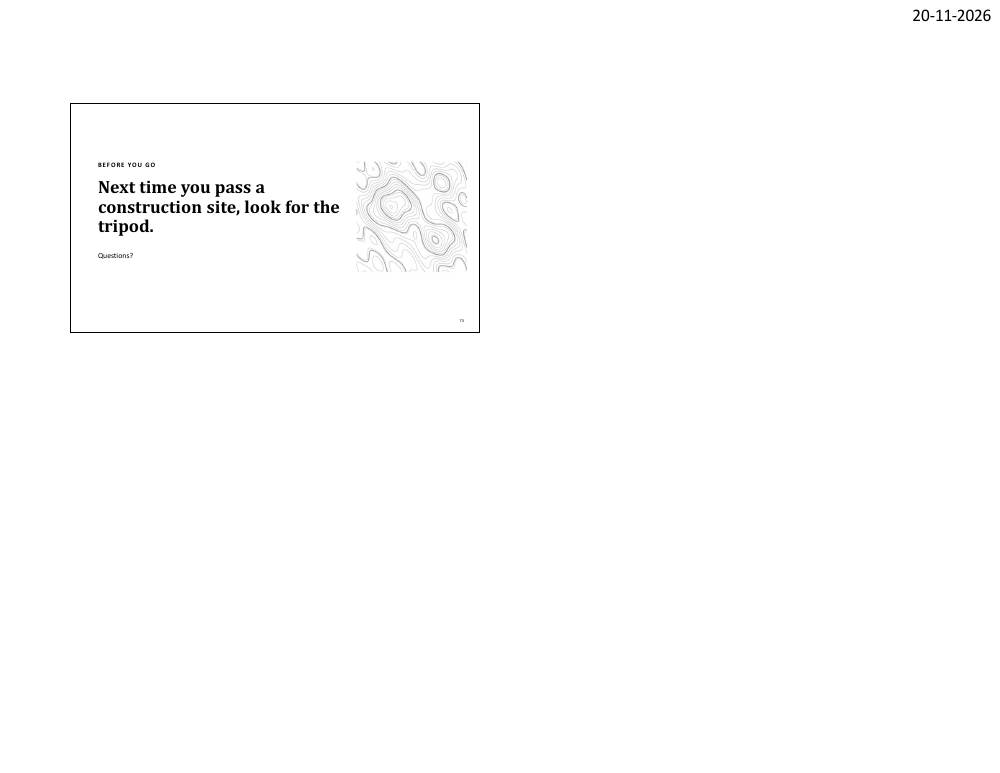 20-11-2026
BEFORE YOU GO
Next time you pass a
construction site, look for the
tripod.
Questions?